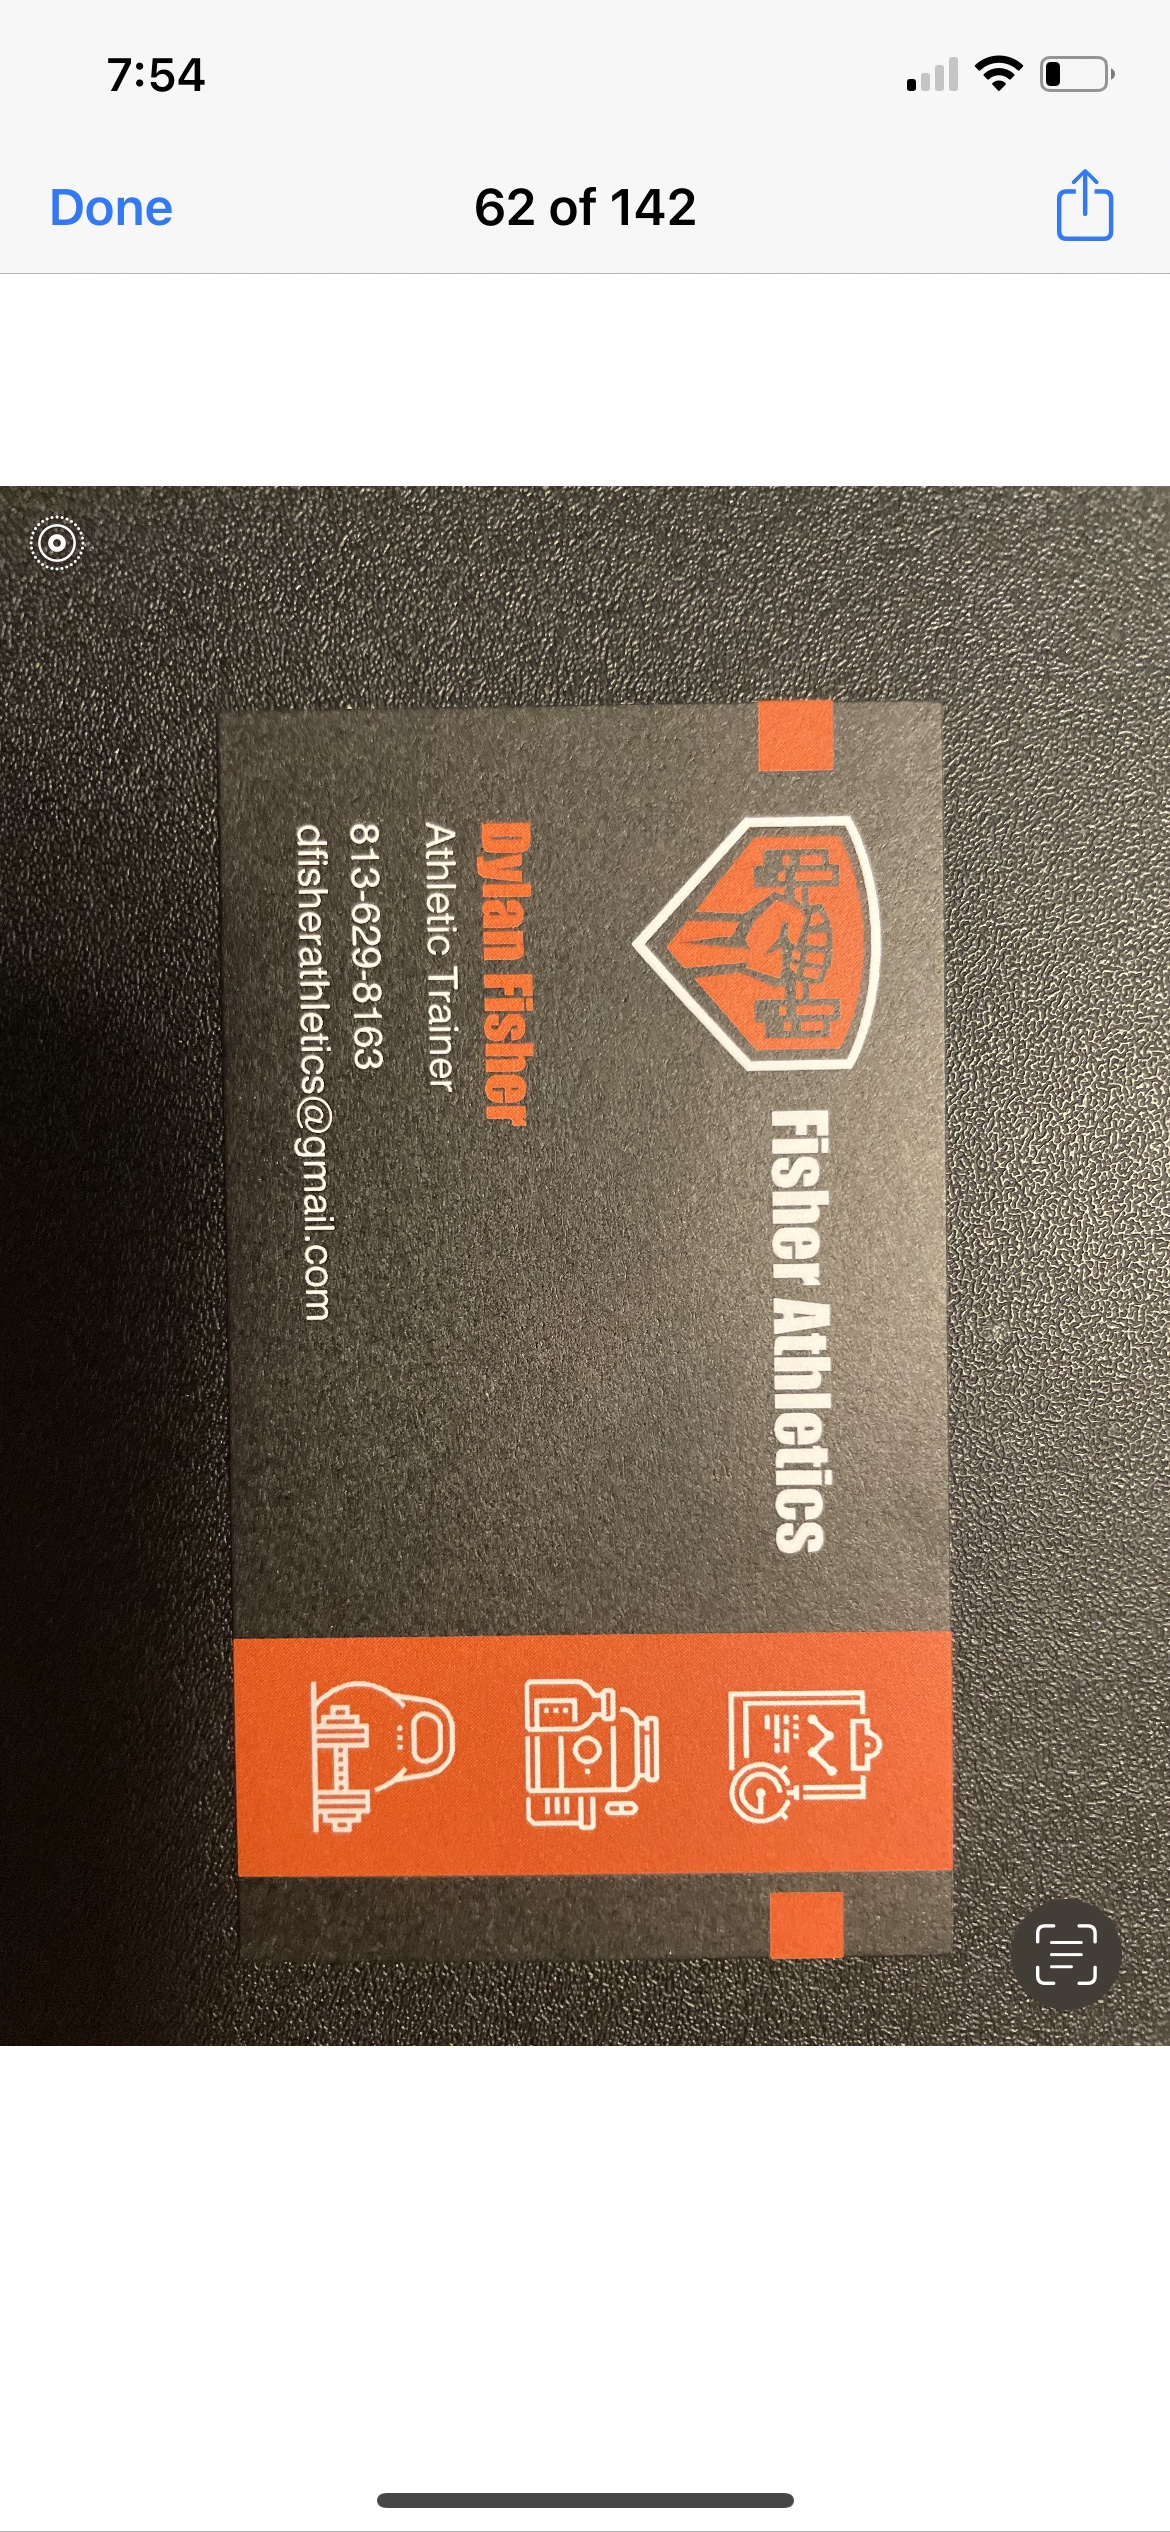 7:54
Done
62 of 142
Fisher Athletics
Dylan Fisher
Athletic Trainer
813-629-8163
dfisherathletics@gmail.com